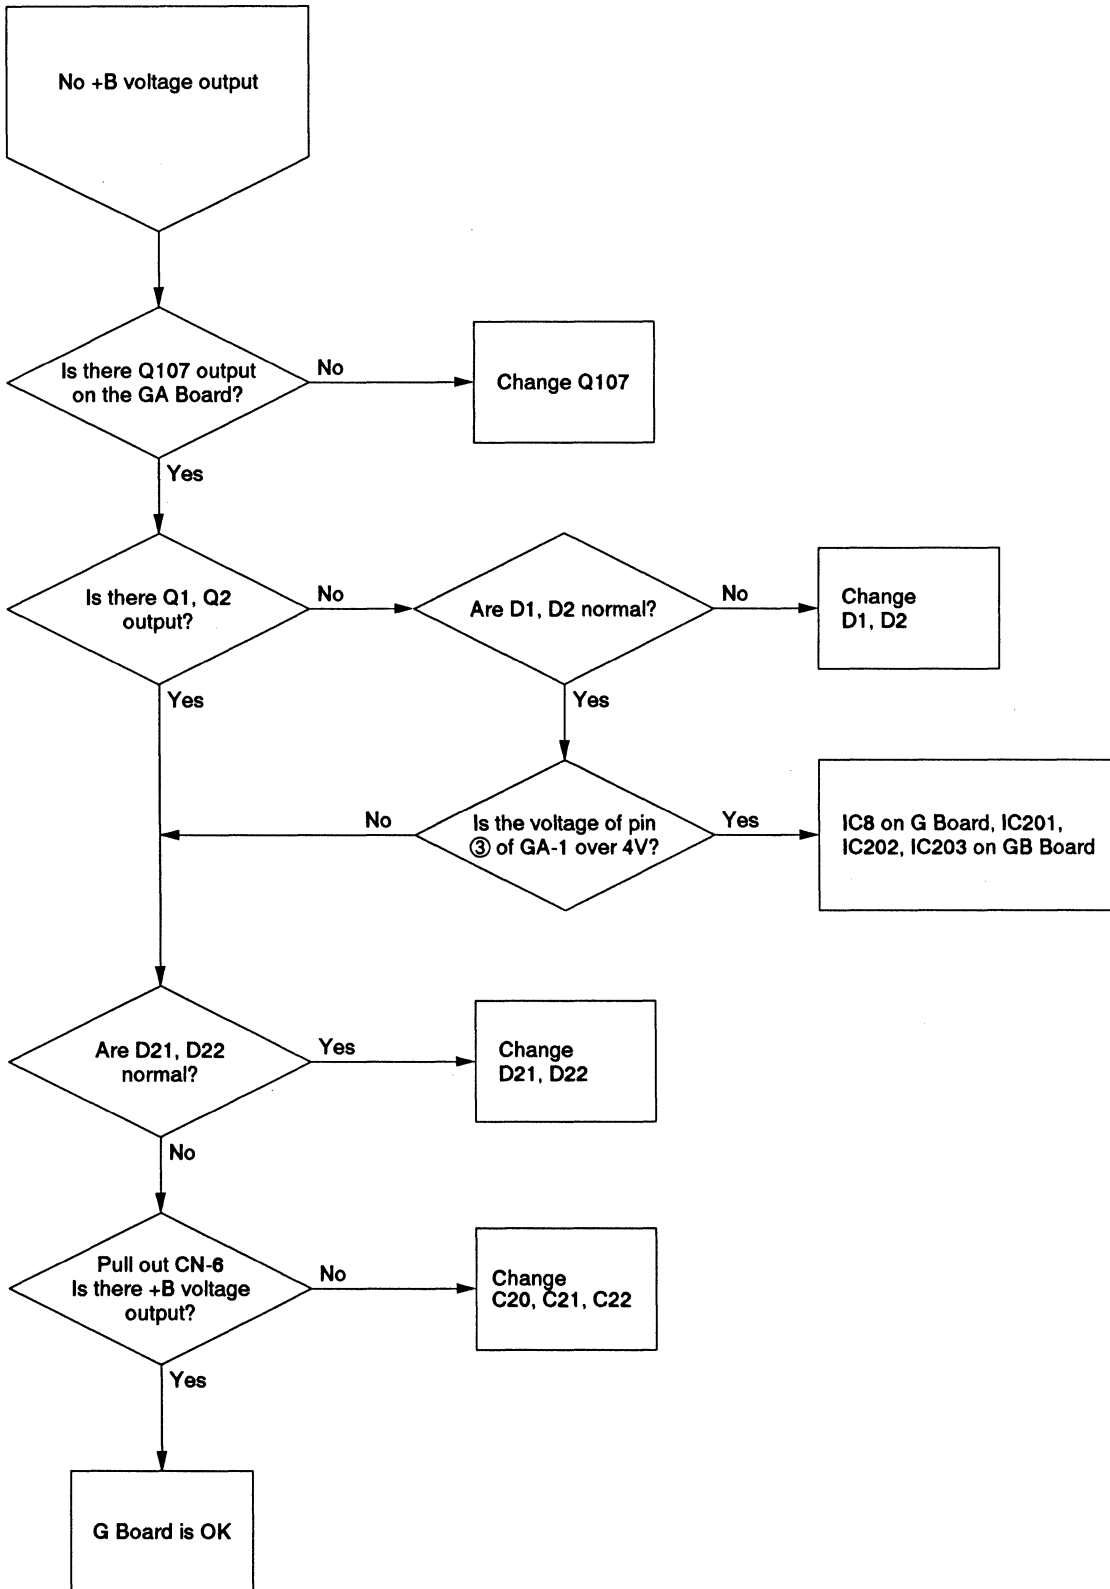 No +B voltage output
Is there Q107 output
on the GA Board?
No
Change Q107
Yes
Is there Q1, Q2
output?
No
Are D1, D2 normal?
No
Change
D1, D2
Yes
Yes
Is the voltage of pin
③ of GA-1 over 4V?
No
Yes
IC8 on G Board, IC201,
IC202, IC203 on GB Board
Are D21, D22
normal?
Yes
Change
D21, D22
No
Pull out CN-6
Is there +B voltage
output?
No
Change
C20, C21, C22
Yes
G Board is OK